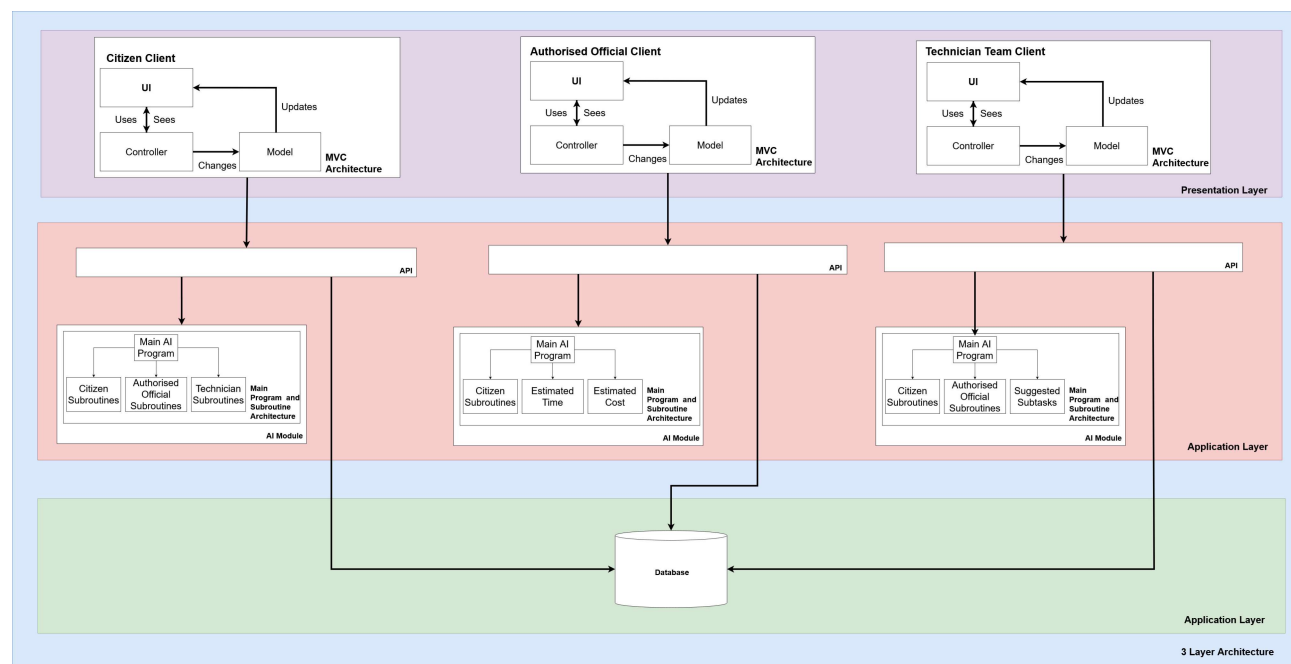 Citizen Client
UI
Updates
Uses
Sees
Controller
Model
Changes
MVC
Architecture
Authorised Official Client
UI
Updates
Uses
Sees
Controller
Model
Changes
MVC
Architecture
Technician Team Client
UI
Updates
Uses
Sees
Controller
Model
Changes
MVC
Architecture
Presentation Layer
API
API
API
Main AI
Program
Citizen
Subroutines
Authorised
Official
Subroutines
Technician
Subroutines
Main
Program and
Subroutine
Architecture
AI Module
Main AI
Program
Citizen
Subroutines
Estimated
Time
Estimated
Cost
Main
Program and
Subroutine
Architecture
AI Module
Main AI
Program
Citizen
Subroutines
Authorised
Official
Subroutines
Suggested
Subtasks
Main
Program and
Subroutine
Architecture
AI Module
Application Layer
Database
Application Layer
3 Layer Architecture